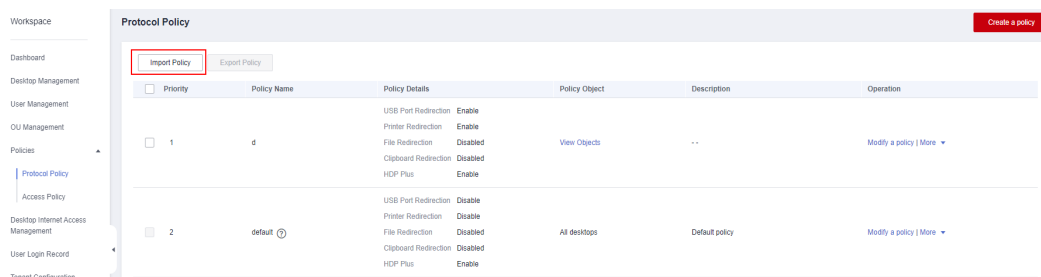 Workspace
Protocol Policy
Create a policy
Dashboard
Desktop Management
User Management
OU Management
Policies
Protocol Policy
Access Policy
Desktop Internet Access
Management
User Login Record
Tenant Configuration
Import Policy Export Policy
Priority Policy Name Policy Details Policy Object Description Operation
USB Port Redirection Enable
Printer Redirection Enable
1 d File Redirection Disabled View Objects - - Modify a policy | More
Clipboard Redirection Disabled
HDP Plus Enable
USB Port Redirection Disable
Printer Redirection Disable
2 default ? File Redirection Disabled All desktops Default policy Modify a policy | More
Clipboard Redirection Disabled
HDP Plus Enable